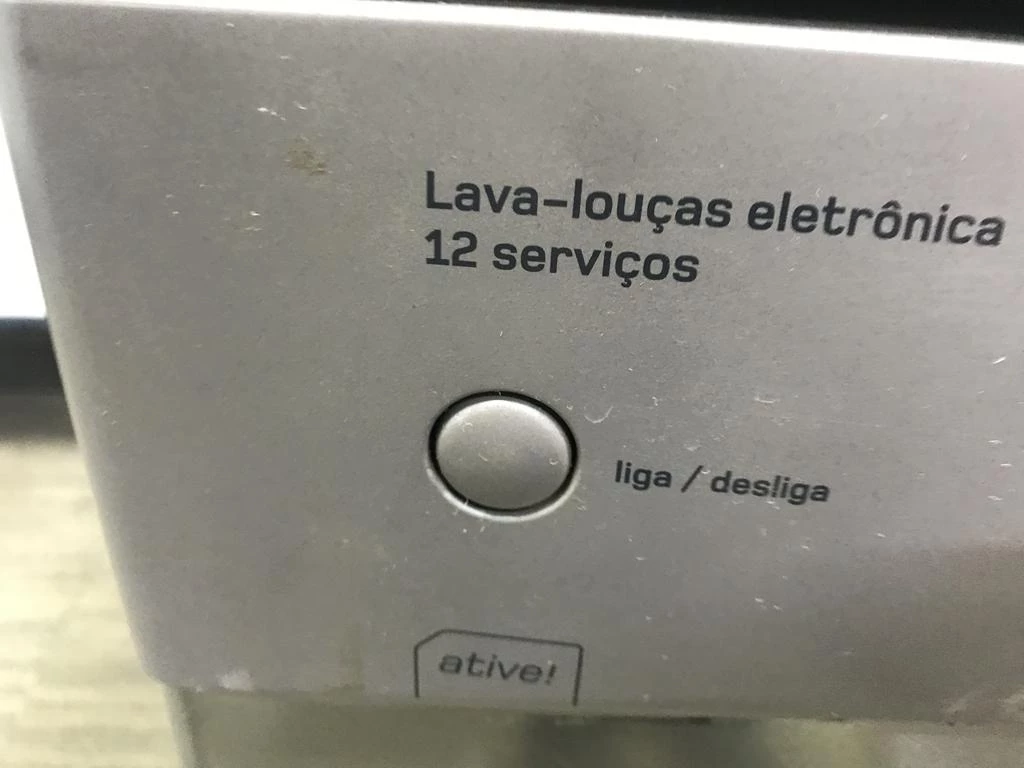 Lava-louças eletrônica
12 serviços
liga / desliga
ative!